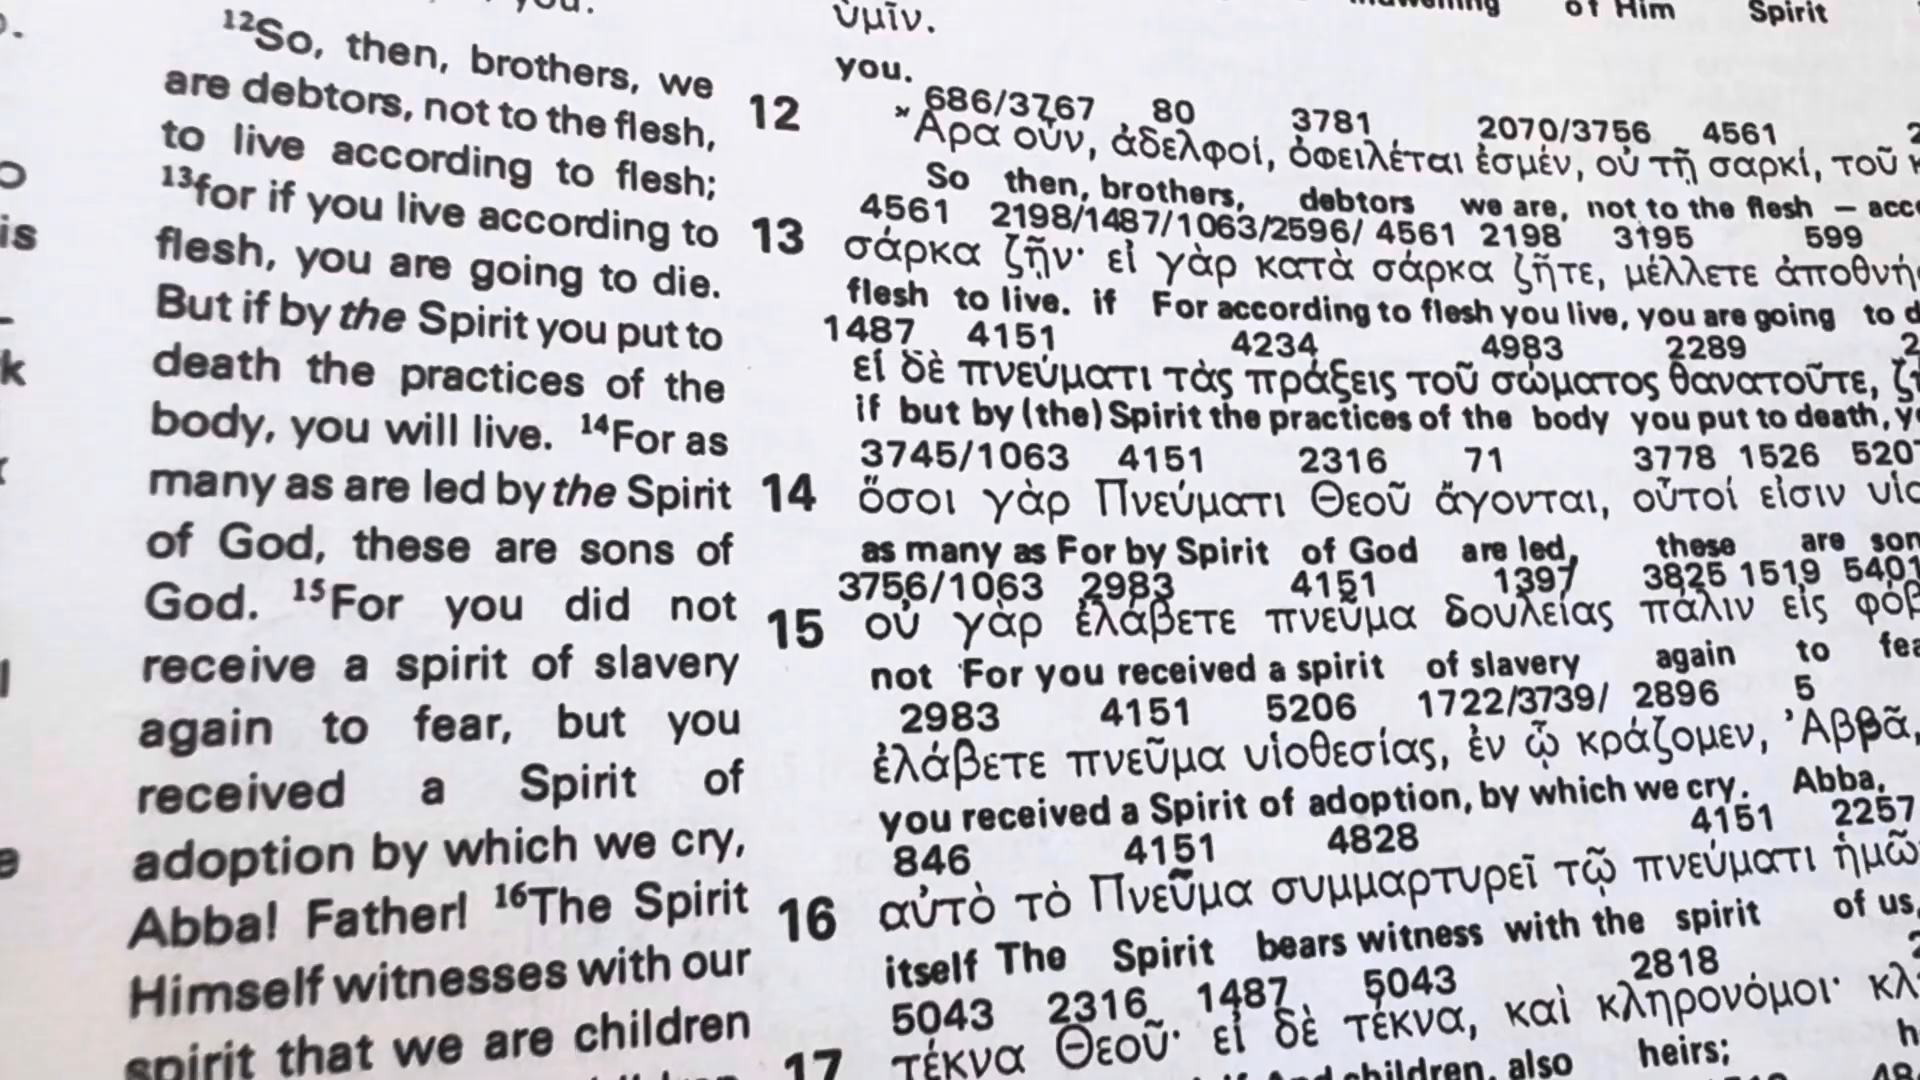 12So, then, brothers, we
are debtors, not to the flesh,
to live according to flesh;
13for if you live according to
flesh, you are going to die.
But if by the Spirit you put to
death the practices of the
body, you will live. 14For as
many as are led by the Spirit
of God, these are sons of
God. 15For you did not
receive a spirit of slavery
again to fear, but you
received a Spirit of
adoption by which we cry,
Abba! Father! 16The Spirit
Himself witnesses with our
spirit that we are children
of Him Spirit
ὑμῖν.
you.
686/3767 80 3781 2070/3756 4561
12 Ἄρα οὖν, ἀδελφοί, ὀφειλέται ἐσμέν, οὐ τῇ σαρκί, τοῦ
So then, brothers, debtors we are, not to the flesh —
4561 2198/1487/1063/2596/ 4561 2198 3195 599
13 σάρκα ζῆν· εἰ γὰρ κατὰ σάρκα ζῆτε, μέλλετε
flesh to live. if For according to flesh you live, you are going to
1487 4151 4234 4983 2289
εἰ δὲ πνεύματι τὰς πράξεις τοῦ σώματος θανατοῦτε,
if but by (the) Spirit the practices of the body you put to death,
3745/1063 4151 2316 71 3778 1526
14 ὅσοι γὰρ Πνεύματι Θεοῦ ἄγονται, οὗτοί εἰσιν
as many as For by Spirit of God are led, these are
3756/1063 2983 4151 1397 3825 1519 5401
15 οὐ γὰρ ἐλάβετε πνεῦμα δουλείας πάλιν εἰς
not For you received a spirit of slavery again to
2983 4151 5206 1722/3739/ 2896 5
ἐλάβετε πνεῦμα υἱοθεσίας, ἐν ᾧ κράζομεν, Ἀββᾶ,
you received a Spirit of adoption, by which we cry. Abba,
846 4151 4828 4151 2257
16 αὐτὸ τὸ Πνεῦμα συμμαρτυρεῖ τῷ πνεύματι
itself The Spirit bears witness with the spirit of us,
5043 2316 1487 5043 2818
17 τέκνα Θεοῦ· εἰ δὲ τέκνα, καὶ κληρονόμοι·
And children, also heirs;